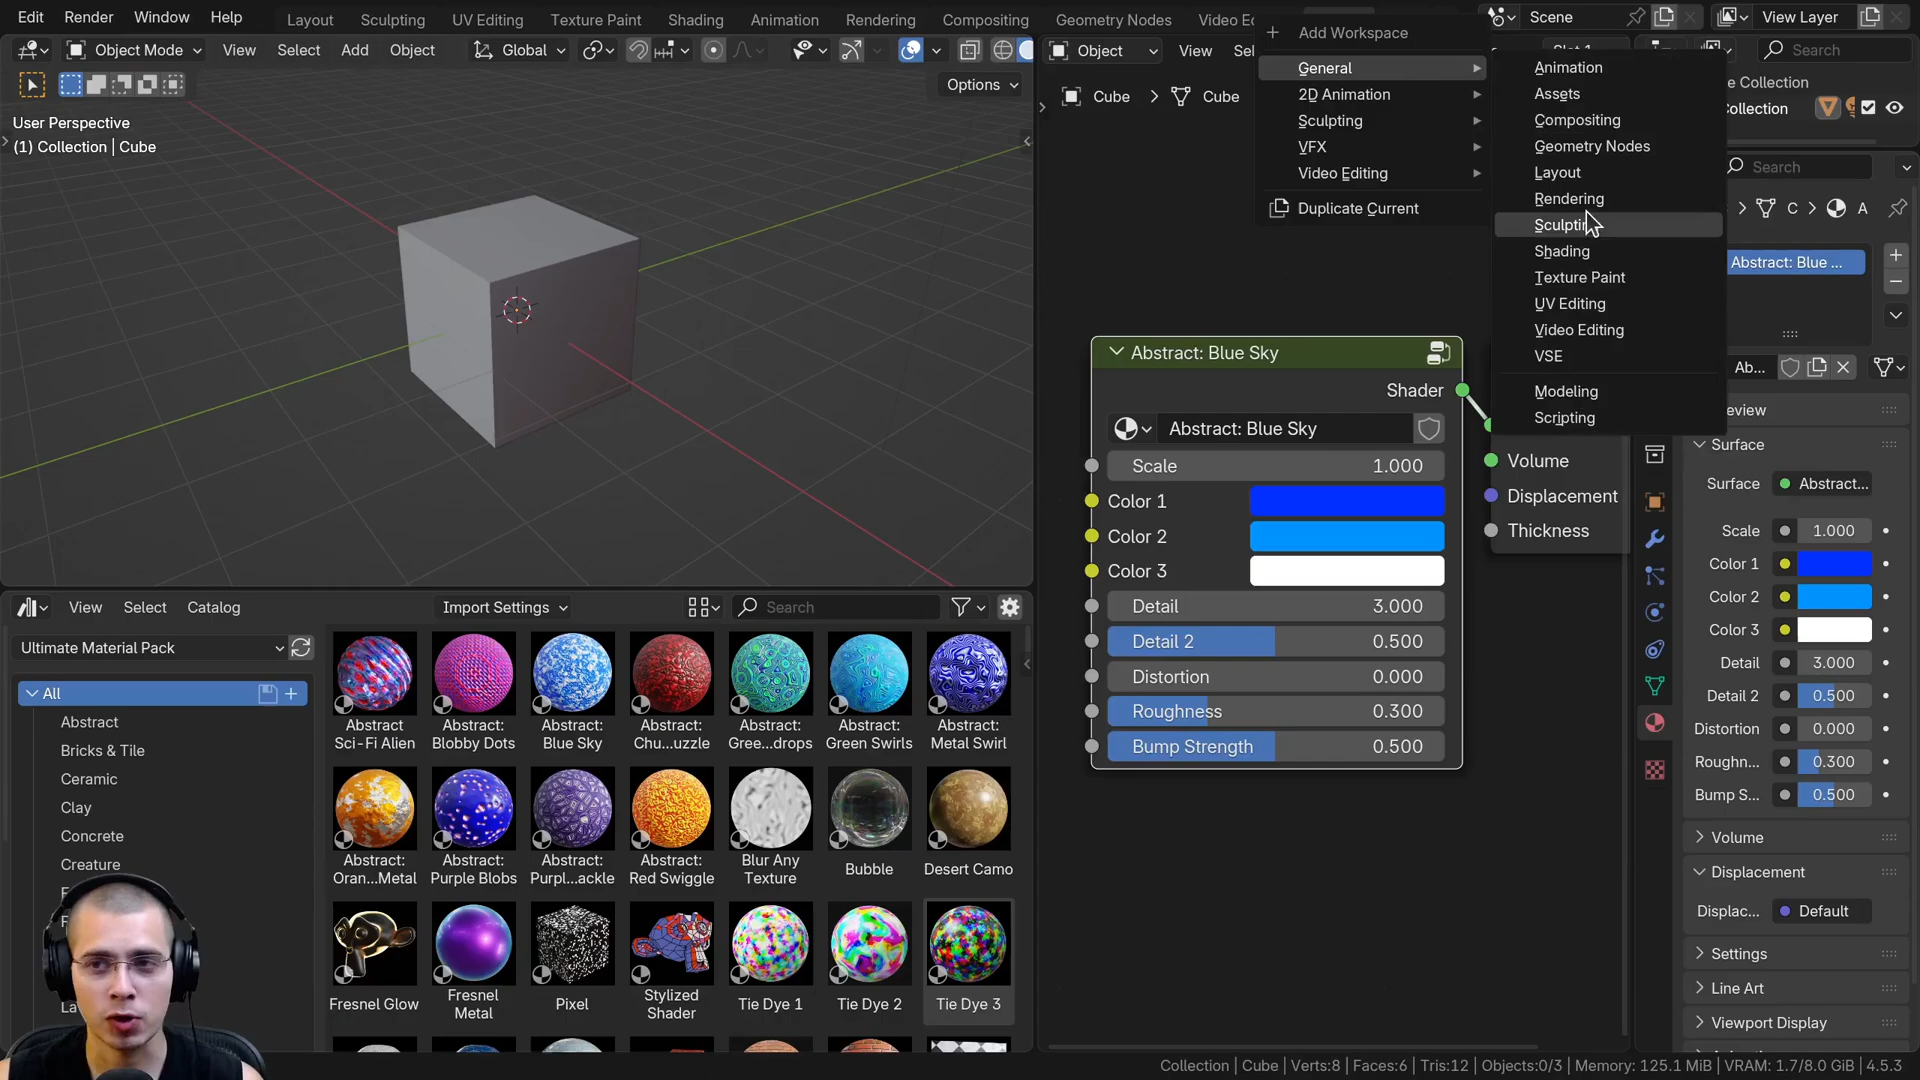 Edit Render Window Help Layout Sculpting UV Editing Texture Paint Shading Animation Rendering Compositing Geometry Nodes Video Ec Scene View Layer
Object Mode View Select Add Object Global
Options
User Perspective
(1) Collection | Cube
Object View Sel Slot 1 Search
Cube > Cube
Add Workspace
General
2D Animation
Sculpting
VFX
Video Editing
Duplicate Current
Animation
Assets
Compositing
Geometry Nodes
Layout
Rendering
Sculptin
Shading
Texture Paint
UV Editing
Video Editing
VSE
Modeling
Scripting
e Collection
ollection
Search
C > A
Abstract: Blue ...
Ab...
eview
Surface
Surface Abstract...
Scale 1.000
Color 1
Color 2
Color 3
Detail 3.000
Detail 2 0.500
Distortion 0.000
Roughn... 0.300
Bump S... 0.500
Volume
Displacement
Displac... Default
Settings
Line Art
Viewport Display
Abstract: Blue Sky
Shader
Abstract: Blue Sky
Scale 1.000
Color 1
Color 2
Color 3
Detail 3.000
Detail 2 0.500
Distortion 0.000
Roughness 0.300
Bump Strength 0.500
Volume
Displacement
Thickness
View Select Catalog Import Settings Search
Ultimate Material Pack
All
Abstract
Bricks & Tile
Ceramic
Clay
Concrete
Creature
Abstract Sci-Fi Alien
Abstract: Blobby Dots
Abstract: Blue Sky
Abstract: Chu...uzzle
Abstract: Gree...drops
Abstract: Green Swirls
Abstract: Metal Swirl
Abstract: Oran...Metal
Abstract: Purple Blobs
Abstract: Purpl...ackle
Abstract: Red Swiggle
Blur Any Texture
Bubble
Desert Camo
Fresnel Glow
Fresnel Metal
Pixel
Stylized Shader
Tie Dye 1
Tie Dye 2
Tie Dye 3
Collection | Cube | Verts:8 | Faces:6 | Tris:12 | Objects:0/3 | Memory: 125.1 MiB | VRAM: 1.7/8.0 GiB | 4.5.3